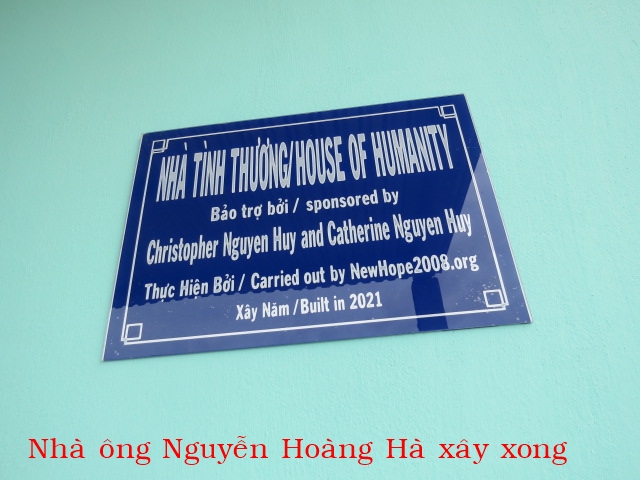 NHÀ TÌNH THƯƠNG/HOUSE OF HUMANITY
Bảo trợ bởi / sponsored by
Christopher Nguyen Huy and Catherine Nguyen Huy
Thực Hiện Bởi / Carried out by NewHope2008.org
Xây Năm /Built in 2021
Nhà ông Nguyễn Hoàng Hà xây xong